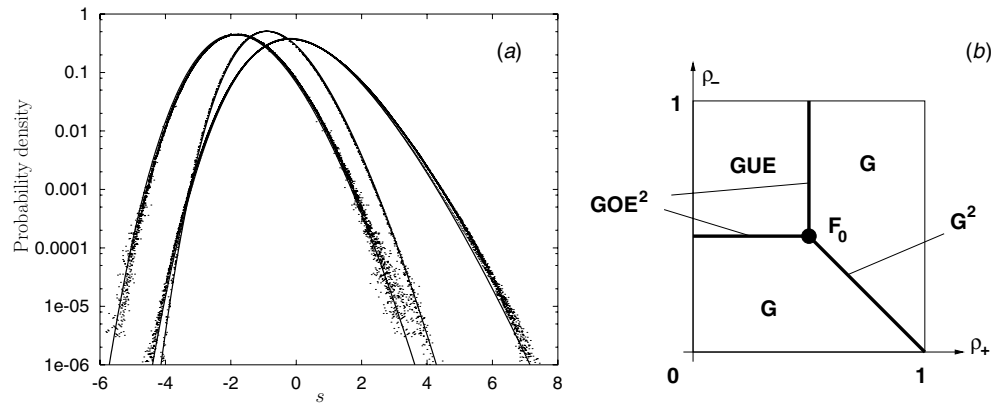 (a)
Probability density
1
0.1
0.01
0.001
0.0001
1e-05
1e-06
-6 -4 -2 0 2 4 6 8
s
(b)
ρ_
1
GUE
G
GOE²
F₀
G²
G
0
1
ρ₊